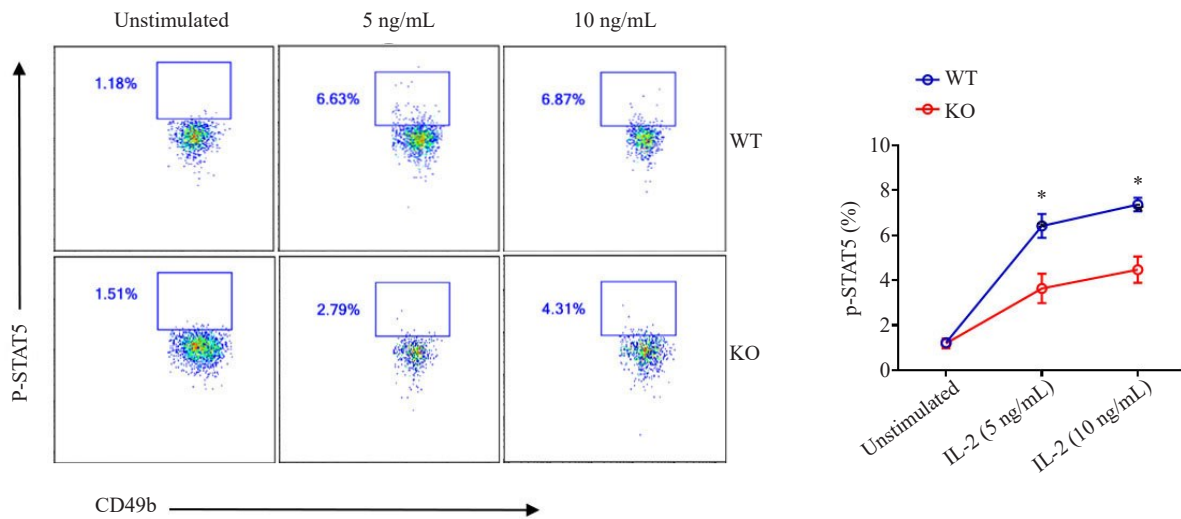 Unstimulated 5 ng/mL 10 ng/mL
1.18% 6.63% 6.87% WT
1.51% 2.79% 4.31% KO
P-STAT5
CD49b
WT
KO
p-STAT5 (%)
10
8
6
4
2
0
* *
Unstimulated
IL-2 (5 ng/mL)
IL-2 (10 ng/mL)